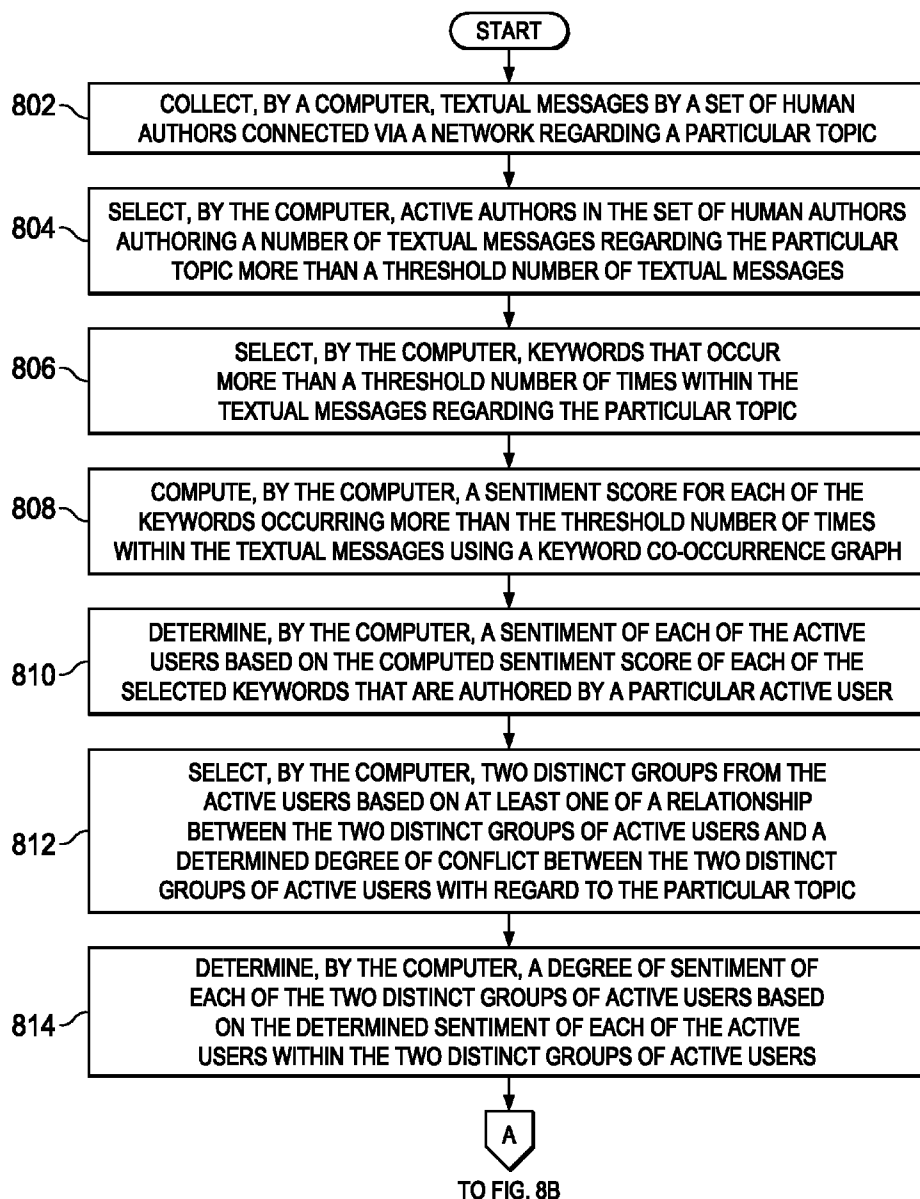 START
802
COLLECT, BY A COMPUTER, TEXTUAL MESSAGES BY A SET OF HUMAN
AUTHORS CONNECTED VIA A NETWORK REGARDING A PARTICULAR TOPIC
804
SELECT, BY THE COMPUTER, ACTIVE AUTHORS IN THE SET OF HUMAN AUTHORS
AUTHORING A NUMBER OF TEXTUAL MESSAGES REGARDING THE PARTICULAR
TOPIC MORE THAN A THRESHOLD NUMBER OF TEXTUAL MESSAGES
806
SELECT, BY THE COMPUTER, KEYWORDS THAT OCCUR
MORE THAN A THRESHOLD NUMBER OF TIMES WITHIN THE
TEXTUAL MESSAGES REGARDING THE PARTICULAR TOPIC
808
COMPUTE, BY THE COMPUTER, A SENTIMENT SCORE FOR EACH OF THE
KEYWORDS OCCURRING MORE THAN THE THRESHOLD NUMBER OF TIMES
WITHIN THE TEXTUAL MESSAGES USING A KEYWORD CO-OCCURRENCE GRAPH
810
DETERMINE, BY THE COMPUTER, A SENTIMENT OF EACH OF THE ACTIVE
USERS BASED ON THE COMPUTED SENTIMENT SCORE OF EACH OF THE
SELECTED KEYWORDS THAT ARE AUTHORED BY A PARTICULAR ACTIVE USER
812
SELECT, BY THE COMPUTER, TWO DISTINCT GROUPS FROM THE
ACTIVE USERS BASED ON AT LEAST ONE OF A RELATIONSHIP
BETWEEN THE TWO DISTINCT GROUPS OF ACTIVE USERS AND A
DETERMINED DEGREE OF CONFLICT BETWEEN THE TWO DISTINCT
GROUPS OF ACTIVE USERS WITH REGARD TO THE PARTICULAR TOPIC
814
DETERMINE, BY THE COMPUTER, A DEGREE OF SENTIMENT OF
EACH OF THE TWO DISTINCT GROUPS OF ACTIVE USERS BASED
ON THE DETERMINED SENTIMENT OF EACH OF THE ACTIVE
USERS WITHIN THE TWO DISTINCT GROUPS OF ACTIVE USERS
A
TO FIG. 8B